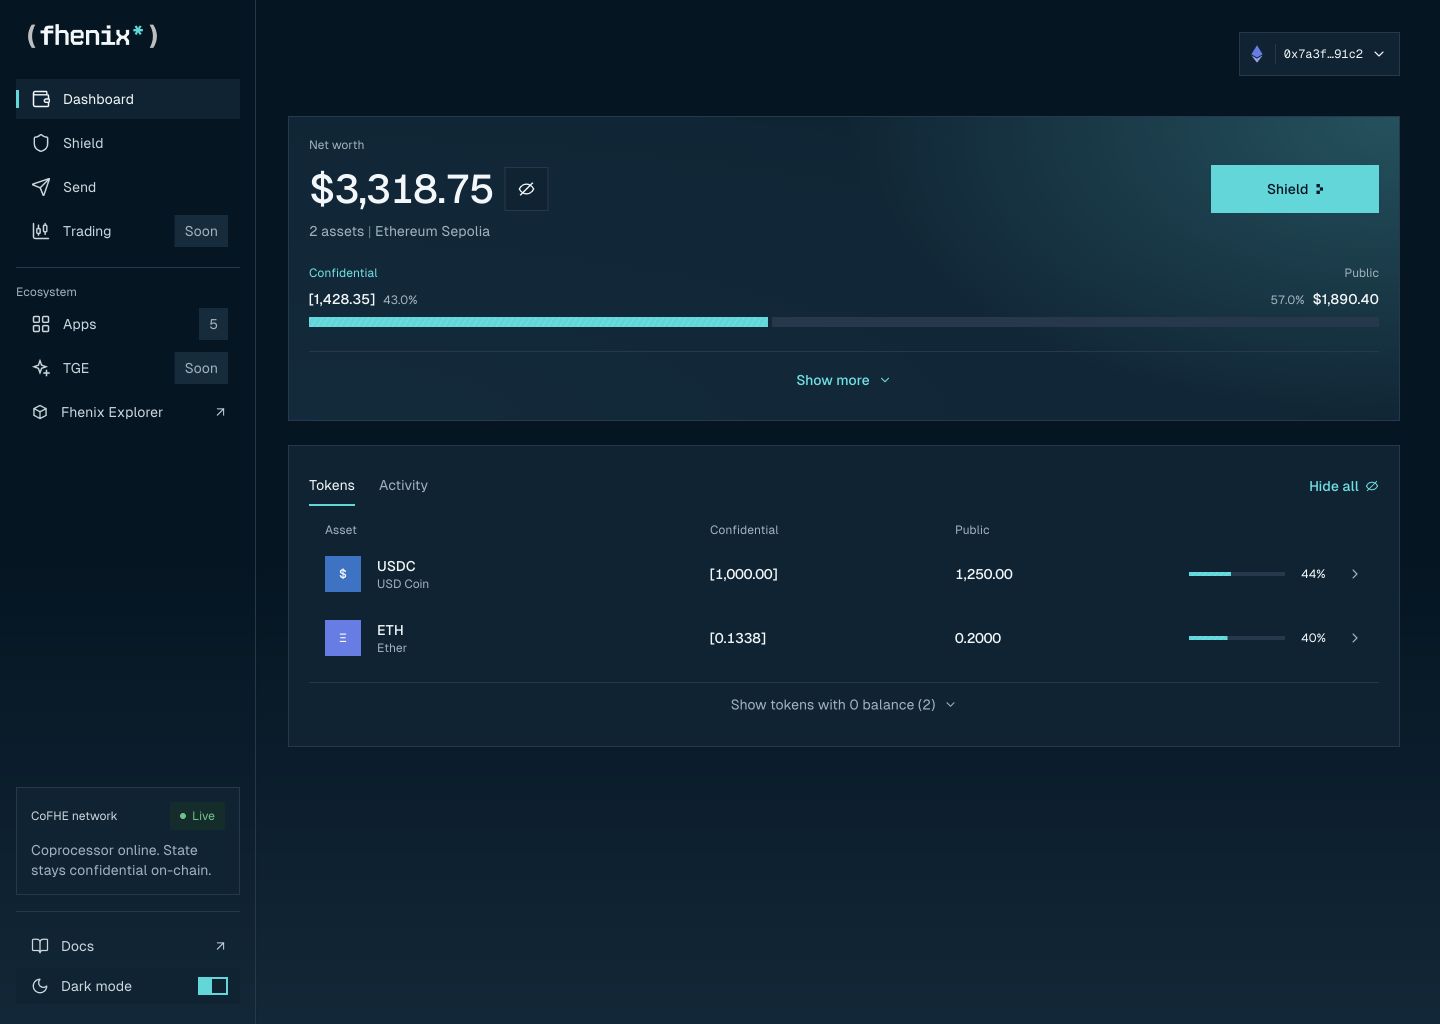 (fhenix*)
Dashboard
Shield
Send
Trading Soon
Ecosystem
Apps 5
TGE Soon
Fhenix Explorer
CoFHE network Live
Coprocessor online. State
stays confidential on-chain.
Docs
Dark mode
0x7a3f…91c2
Net worth
$3,318.75
Shield
2 assets | Ethereum Sepolia
Confidential Public
[1,428.35] 43.0% 57.0% $1,890.40
Show more
Tokens Activity Hide all
Asset Confidential Public
$ USDC [1,000.00] 1,250.00 44%
USD Coin
Ξ ETH [0.1338] 0.2000 40%
Ether
Show tokens with 0 balance (2)